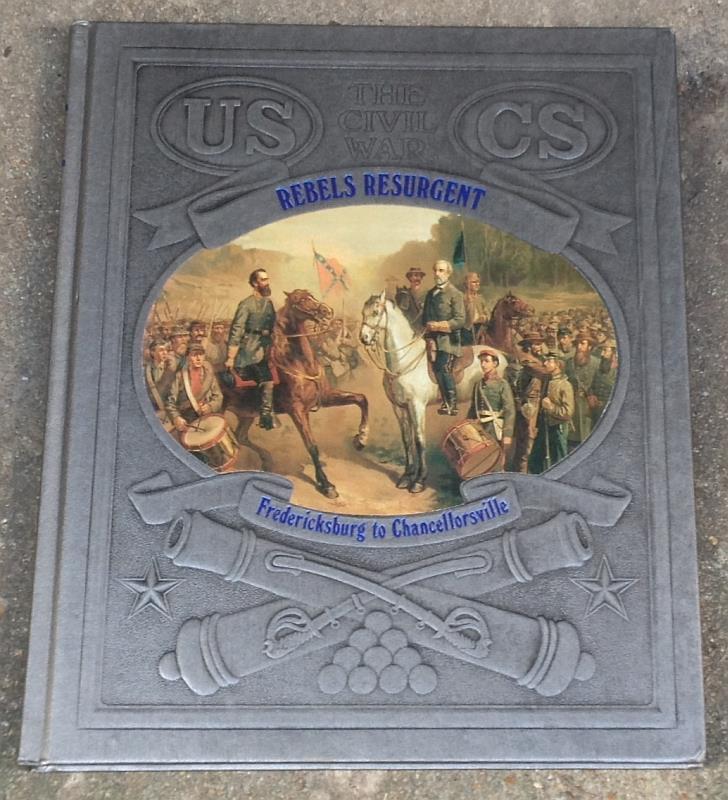 US
THE
CIVIL
WAR
CS
REBELS RESURGENT
Fredericksburg to Chancellorsville